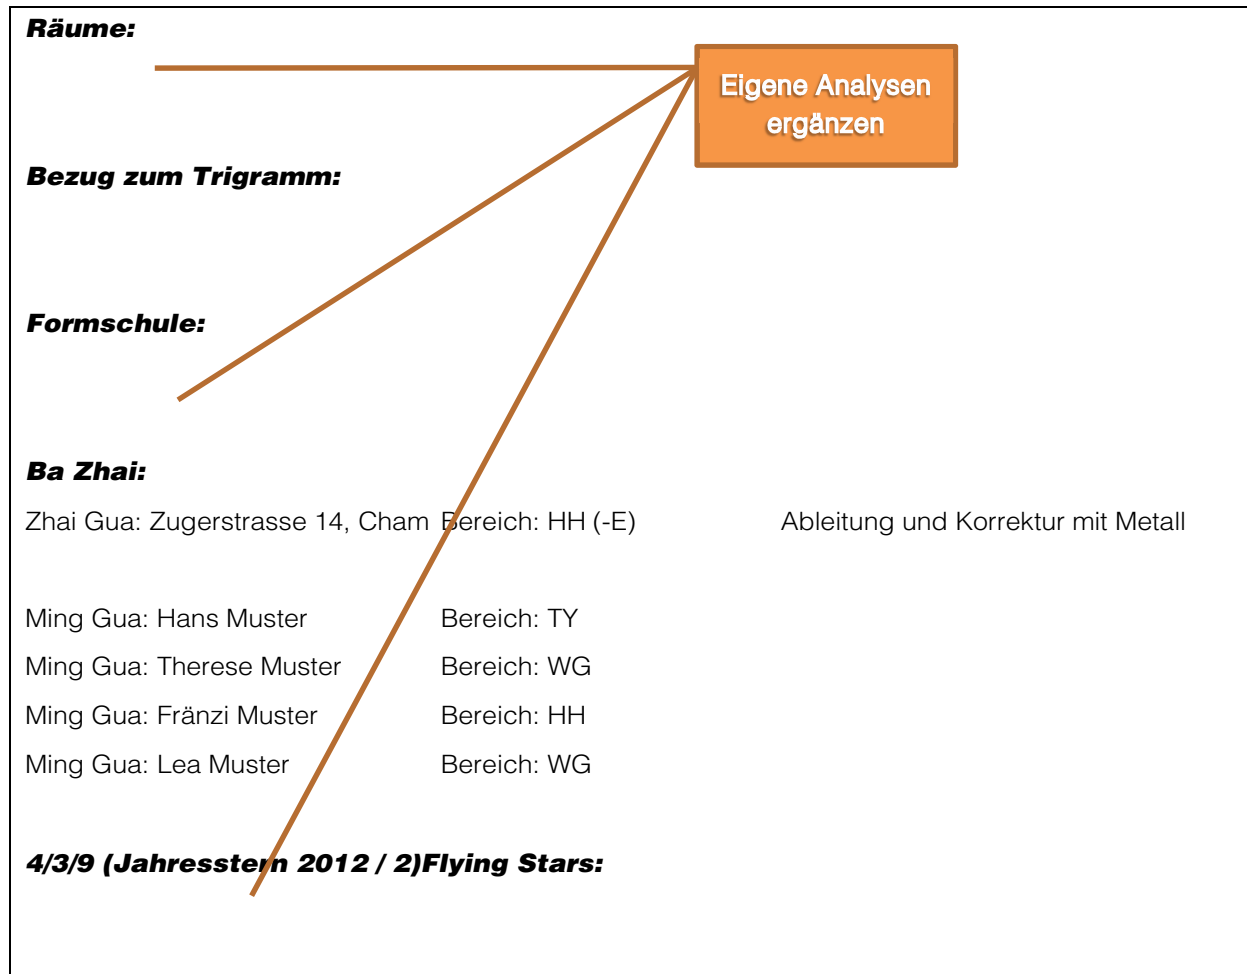 Räume:
Eigene Analysen
ergänzen
Bezug zum Trigramm:
Formschule:
Ba Zhai:
Zhai Gua: Zugerstrasse 14, Cham Bereich: HH (-E) Ableitung und Korrektur mit Metall
Ming Gua: Hans Muster Bereich: TY
Ming Gua: Therese Muster Bereich: WG
Ming Gua: Fränzi Muster Bereich: HH
Ming Gua: Lea Muster Bereich: WG
4/3/9 (Jahresstern 2012 / 2)Flying Stars: